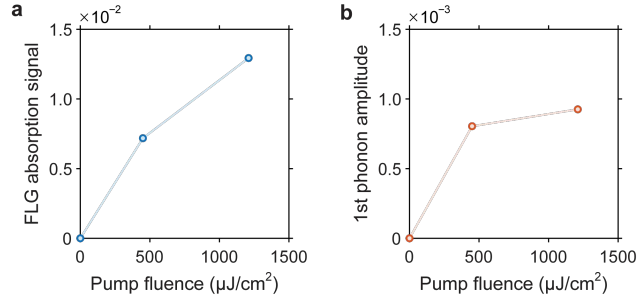 a
×10⁻²
1.5
1.0
0.5
0
0 500 1000 1500
FLG absorption signal
Pump fluence (µJ/cm²)
b
×10⁻³
1.5
1.0
0.5
0
0 500 1000 1500
1st phonon amplitude
Pump fluence (µJ/cm²)